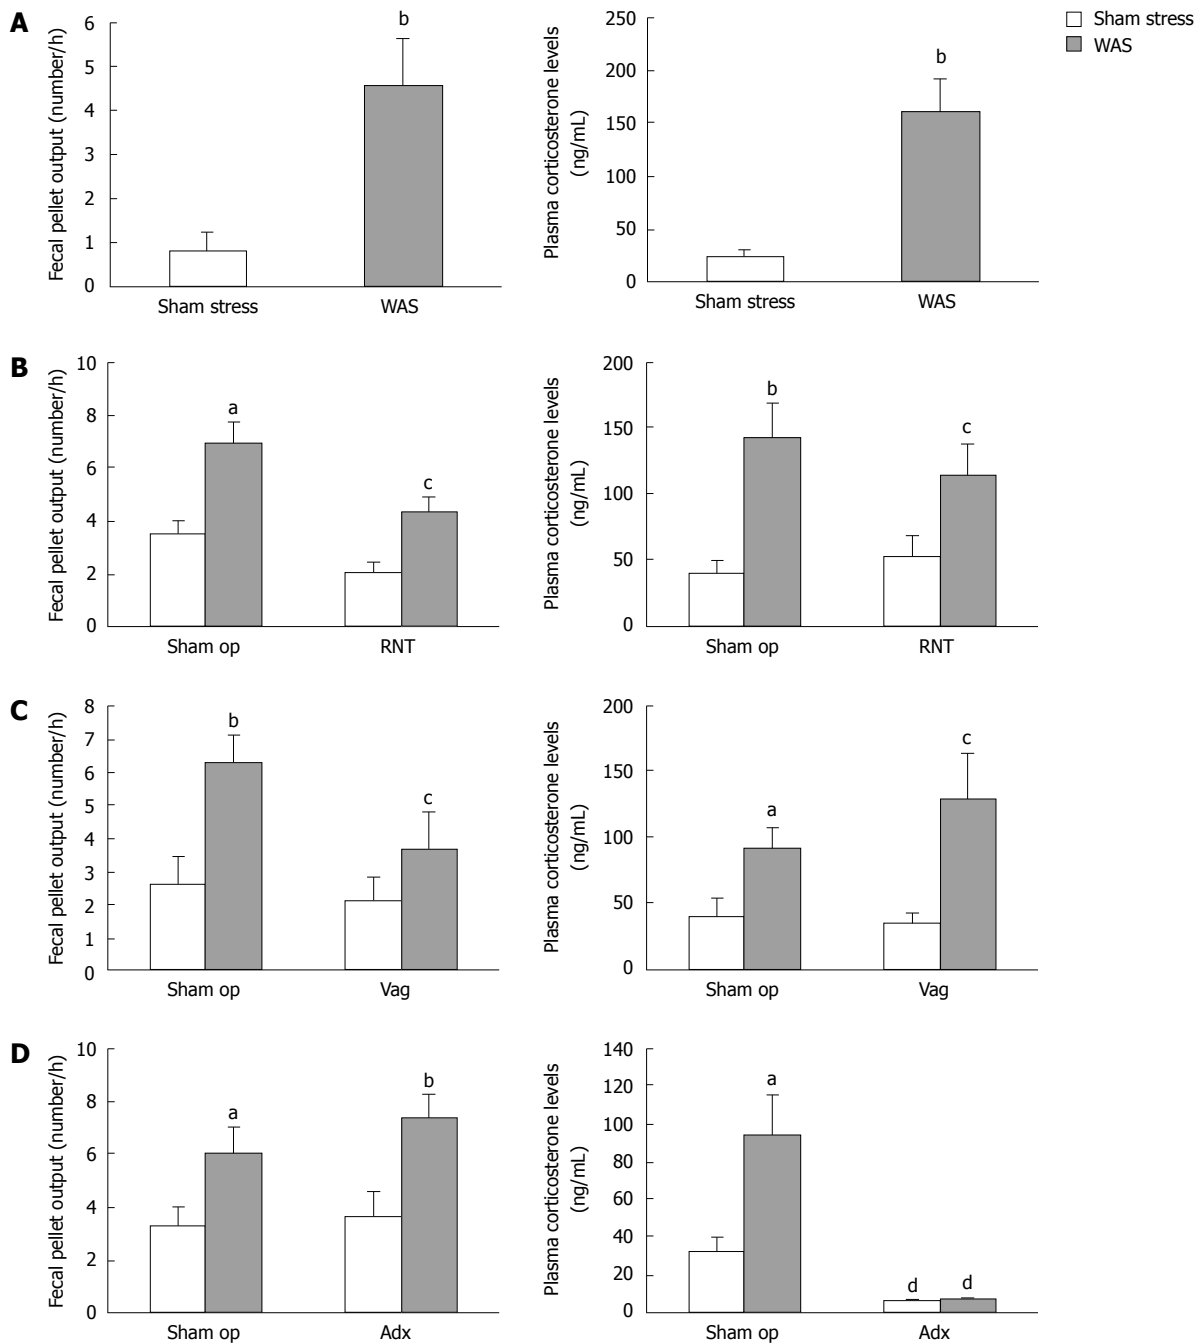 A
Fecal pellet output (number/h)
6
5
4
3
2
1
0
b
Sham stress WAS
Plasma corticosterone levels
(ng/mL)
250
200
150
100
50
0
b
Sham stress WAS
Sham stress
WAS
B
Fecal pellet output (number/h)
10
8
6
4
2
0
a
c
Sham op RNT
Plasma corticosterone levels
(ng/mL)
200
150
100
50
0
b
c
Sham op RNT
C
Fecal pellet output (number/h)
8
7
6
5
4
3
2
1
0
b
c
Sham op Vag
Plasma corticosterone levels
(ng/mL)
200
150
100
50
0
a
c
Sham op Vag
D
Fecal pellet output (number/h)
10
8
6
4
2
0
a
b
Sham op Adx
Plasma corticosterone levels
(ng/mL)
140
120
100
80
60
40
20
0
a
d d
Sham op Adx